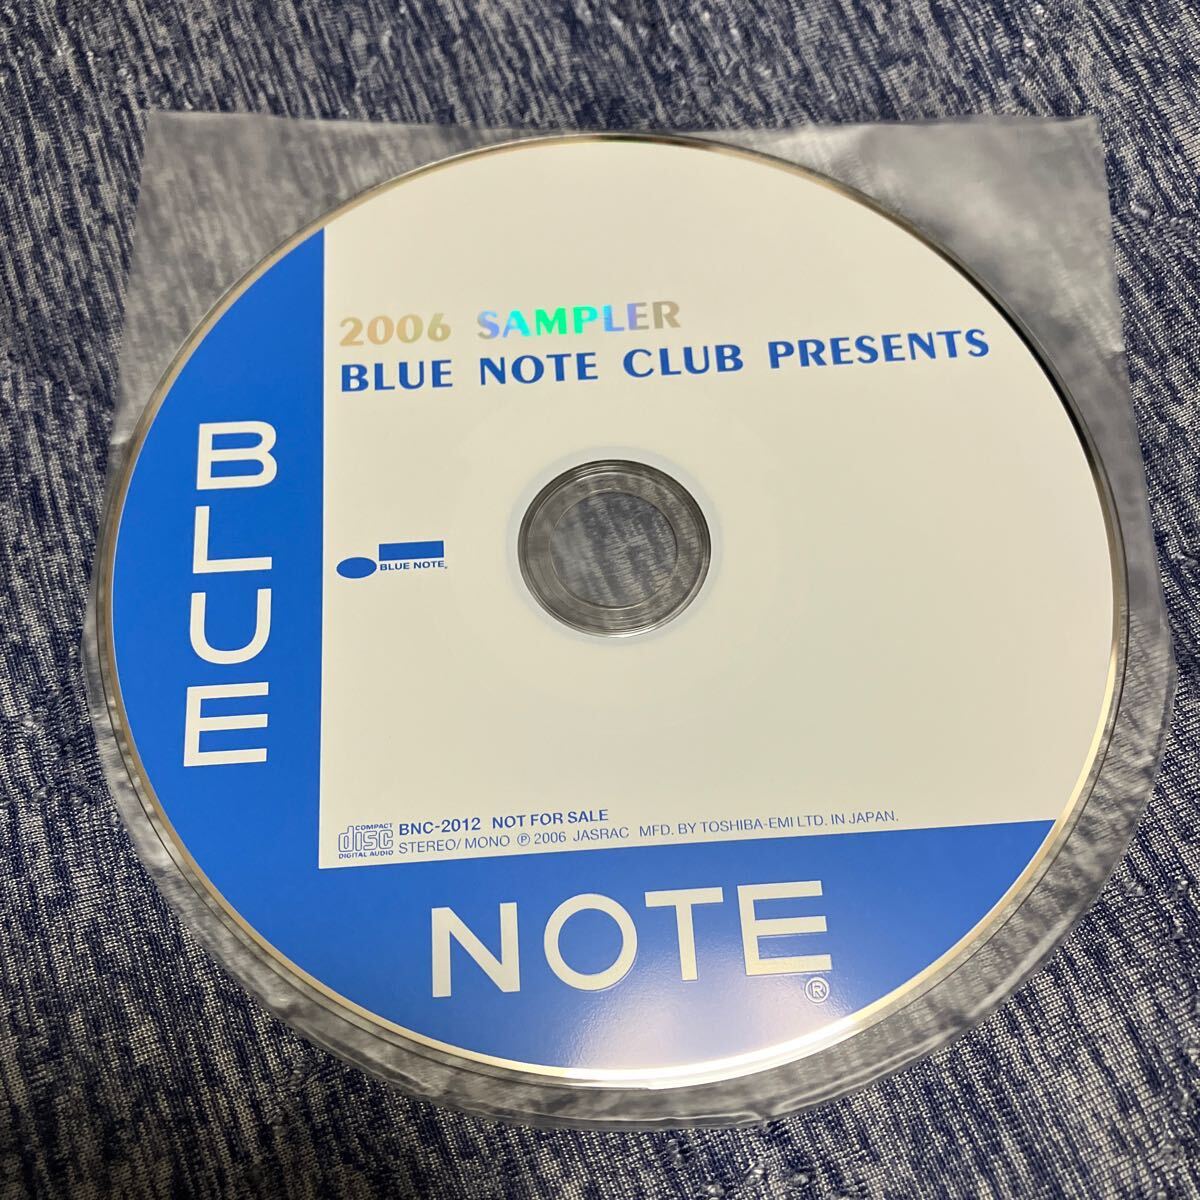 2006 SAMPLER
BLUE NOTE CLUB PRESENTS
BLUE
BLUE NOTE®
COMPACT
disc
DIGITAL AUDIO
BNC-2012 NOT FOR SALE
STEREO/MONO ℗ 2006 JASRAC MFD. BY TOSHIBA-EMI LTD. IN JAPAN.
NOTE®